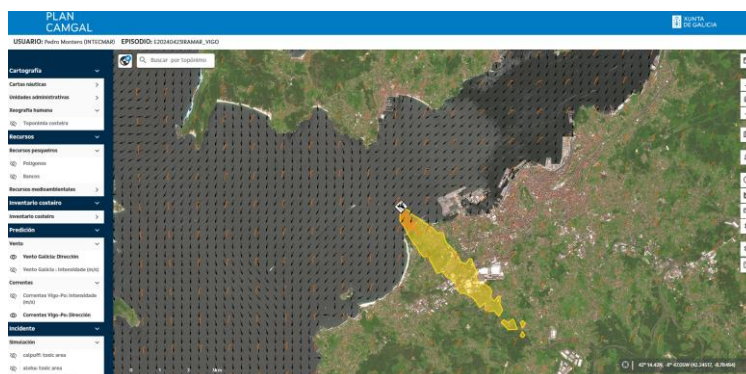 PLAN
CAMGAL
XUNTA
DE GALICIA
USUARIO: Pedro Montero (INTECMAR) EPISODIO: E20240423BAMAR_VIGO
Buscar por topónimo
Cartografía
Cartas náuticas
Unidades administrativas
Xeografía humana
Toponimia costeira
Recursos
Recursos pesqueiros
Polígonos
Bancos
Recursos medioambientais
Inventario costeiro
Inventario costeiro
Predición
Vento
Vento Galicia: Dirección
Vento Galicia : Intensidade (m/s)
Correntes
Correntes Vigo-Po: Intensidade
(m/s)
Correntes Vigo-Po: Dirección
Incidente
Simulación
calpuff: toxic area
aloha: toxic area